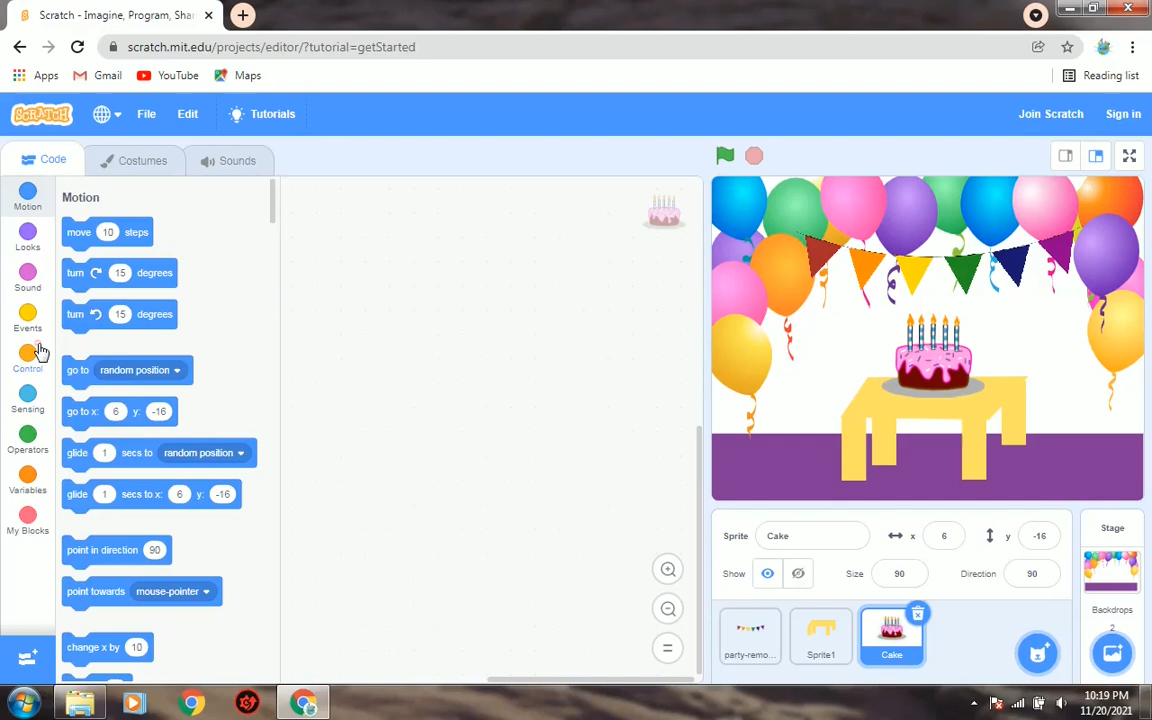 Scratch - Imagine, Program, Shar
scratch.mit.edu/projects/editor/?tutorial=getStarted
Apps Gmail YouTube Maps Reading list
SCRATCH File Edit Tutorials Join Scratch Sign in
Code Costumes Sounds
Motion
Looks
Sound
Events
Control
Sensing
Operators
Variables
My Blocks
Motion
move 10 steps
turn 15 degrees
turn 15 degrees
go to random position
go to x: 6 y: -16
glide 1 secs to random position
glide 1 secs to x: 6 y: -16
point in direction 90
point towards mouse-pointer
change x by 10
Sprite Cake x 6 y -16
Show Size 90 Direction 90
party-remo...
Sprite1
Cake
Stage
Backdrops
2
10:19 PM
11/20/2021